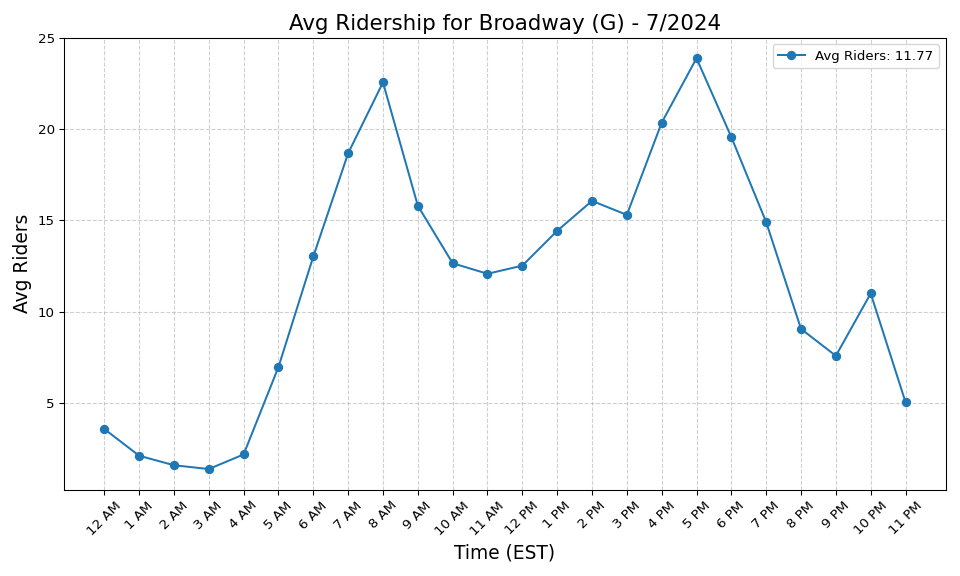 Avg Ridership for Broadway (G) - 7/2024
Avg Riders: 11.77
Avg Riders
25
20
15
10
5
12 AM
1 AM
2 AM
3 AM
4 AM
5 AM
6 AM
7 AM
8 AM
9 AM
10 AM
11 AM
12 PM
1 PM
2 PM
3 PM
4 PM
5 PM
6 PM
7 PM
8 PM
9 PM
10 PM
11 PM
Time (EST)